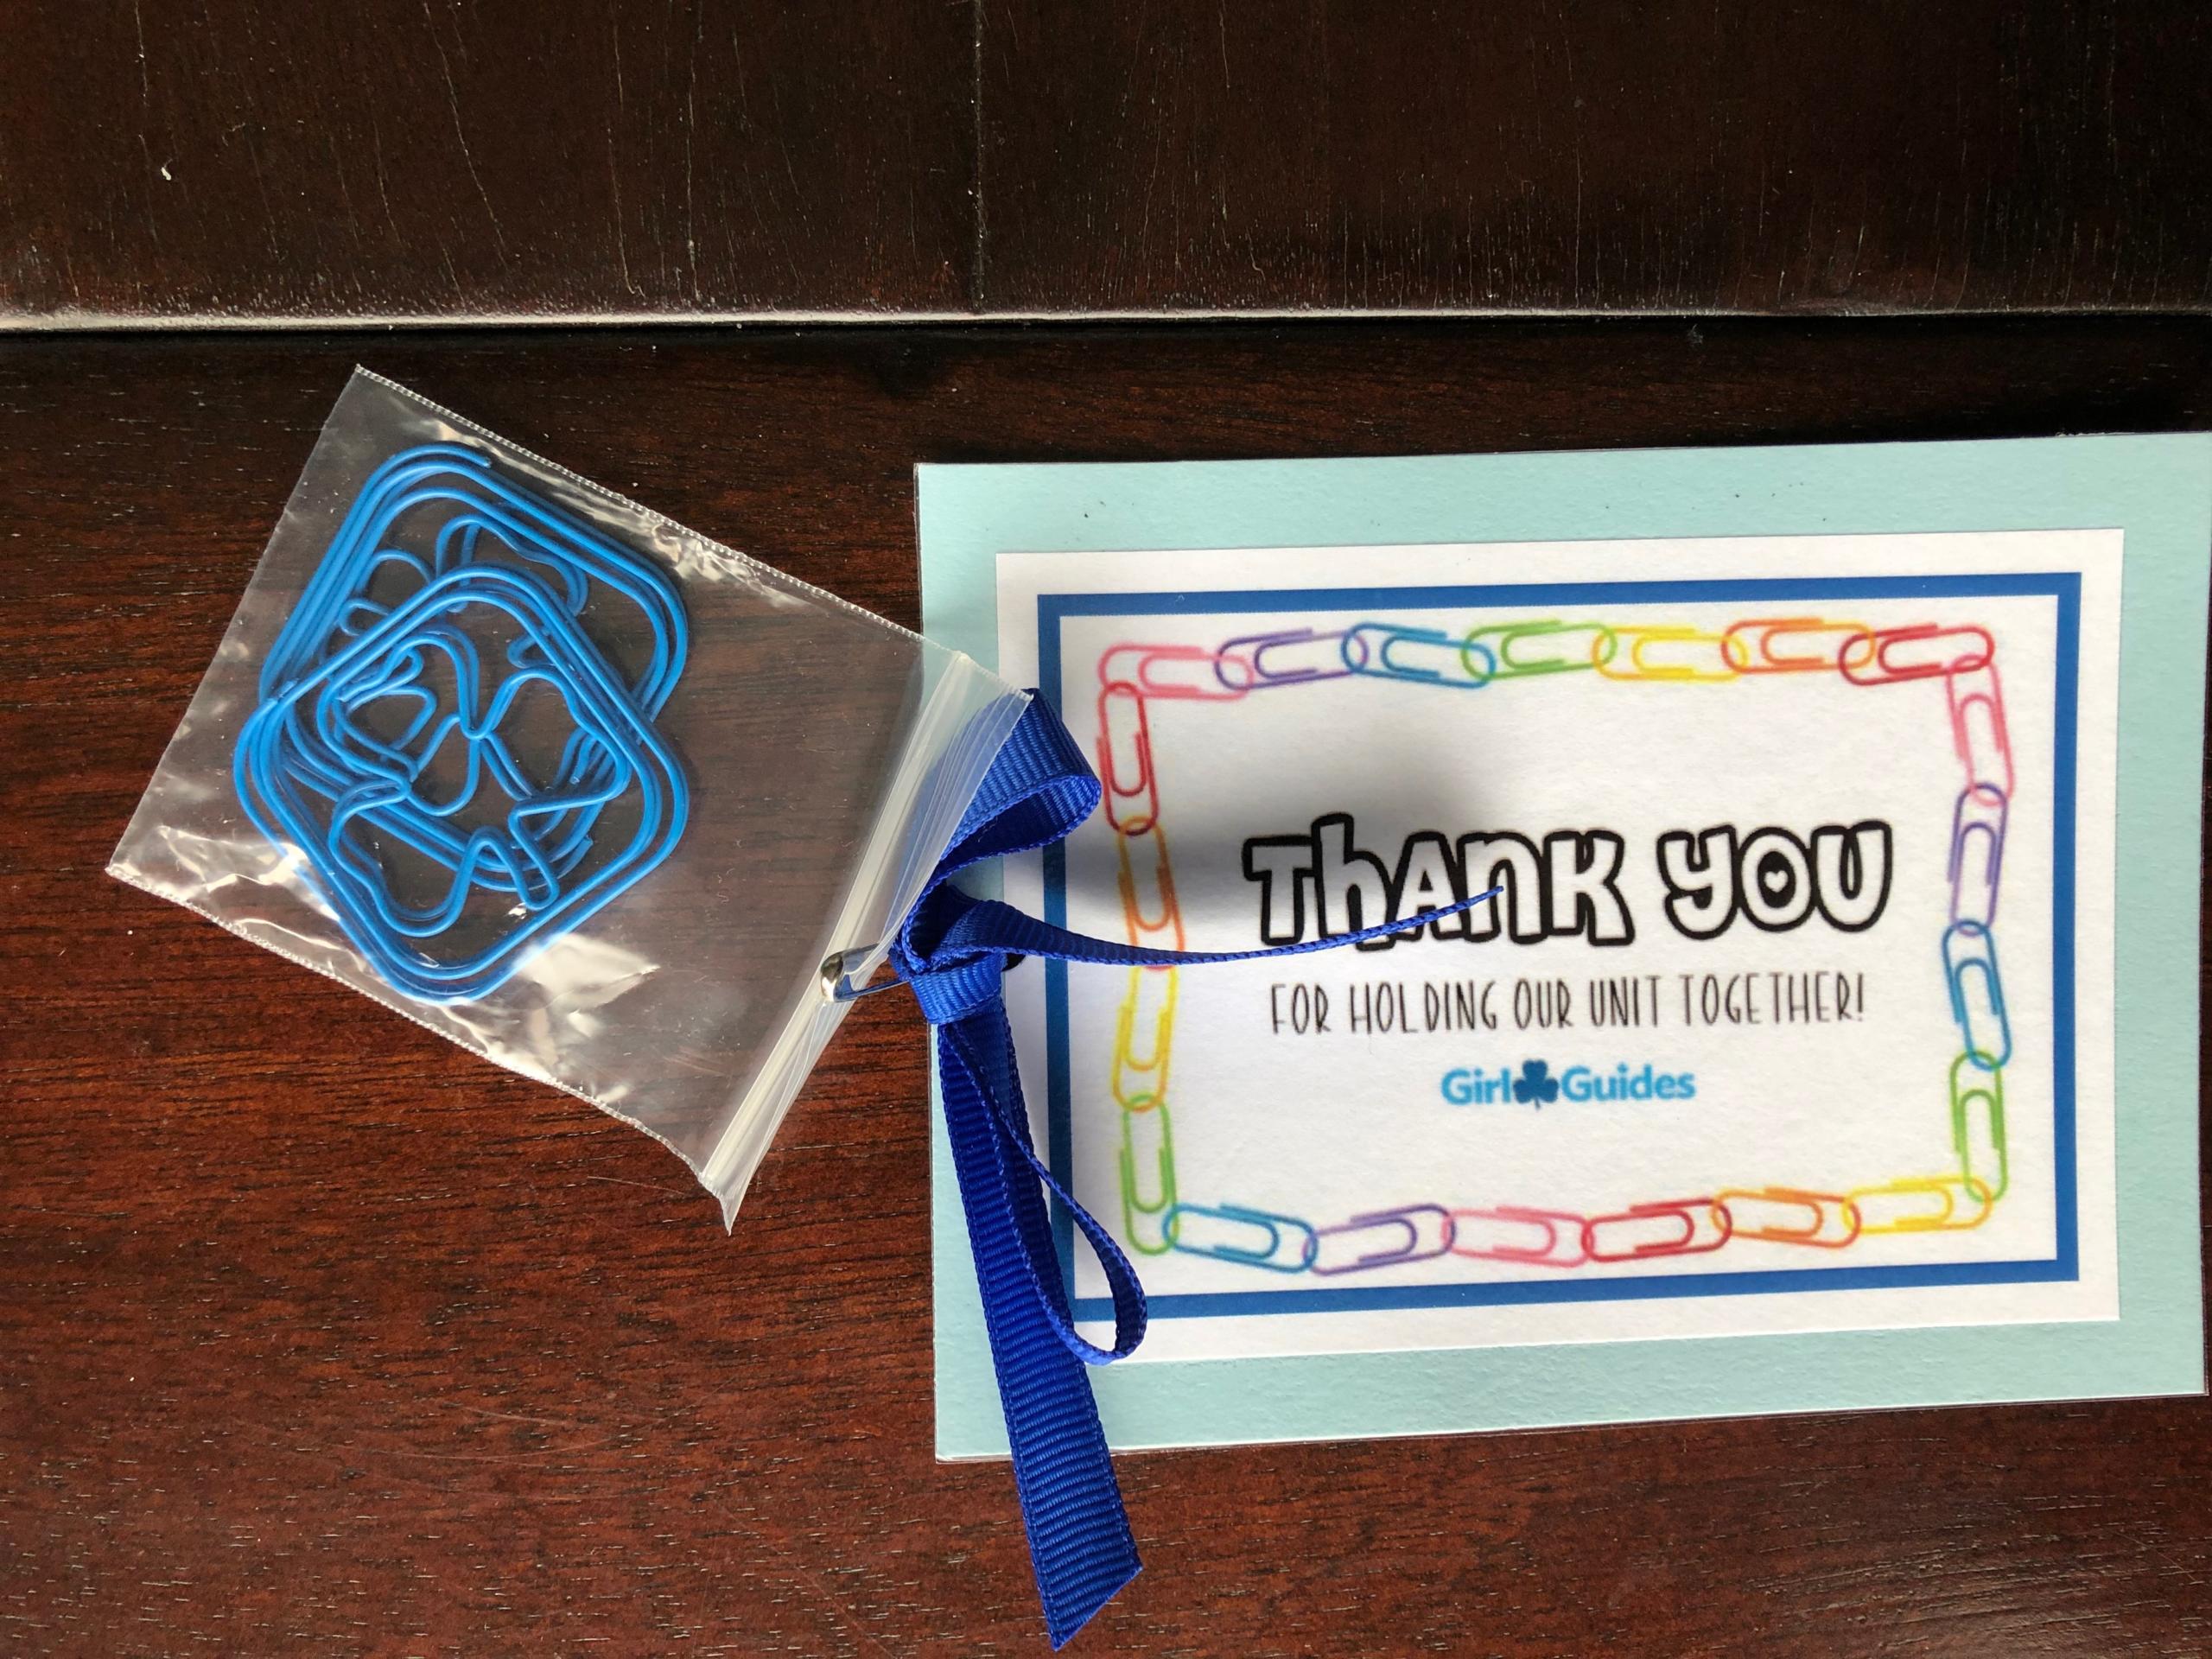 THANK YOU
FOR HOLDING OUR UNIT TOGETHER!
Girl Guides